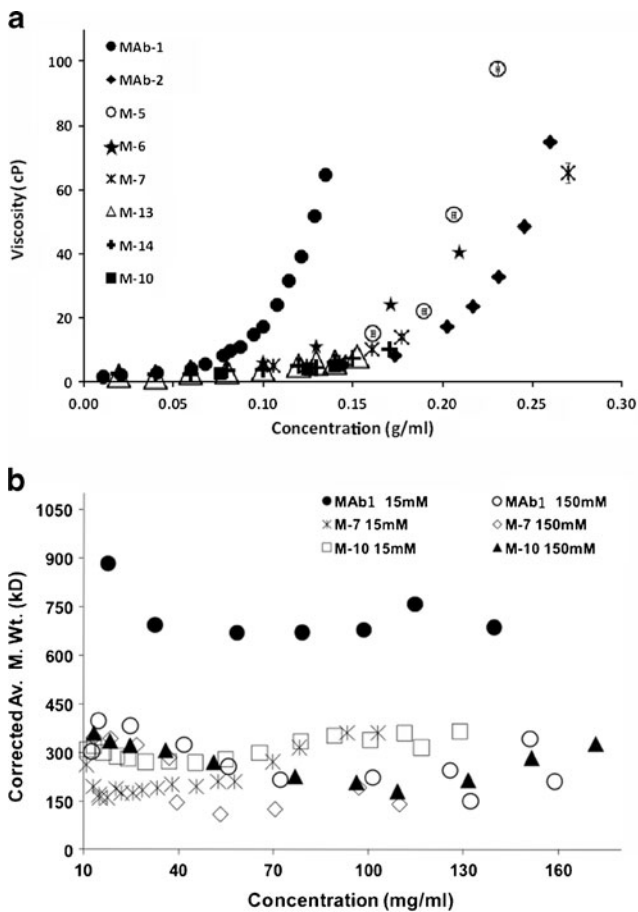 a
MAb-1
MAb-2
M-5
M-6
M-7
M-13
M-14
M-10
Viscosity (cP)
100
80
60
40
20
0
0.00 0.05 0.10 0.15 0.20 0.25 0.30
Concentration (g/ml)
b
MAb1 15mM MAb1 150mM
M-7 15mM M-7 150mM
M-10 15mM M-10 150mM
Corrected Av. M. Wt. (kD)
1050
900
750
600
450
300
150
0
10 40 70 100 130 160
Concentration (mg/ml)